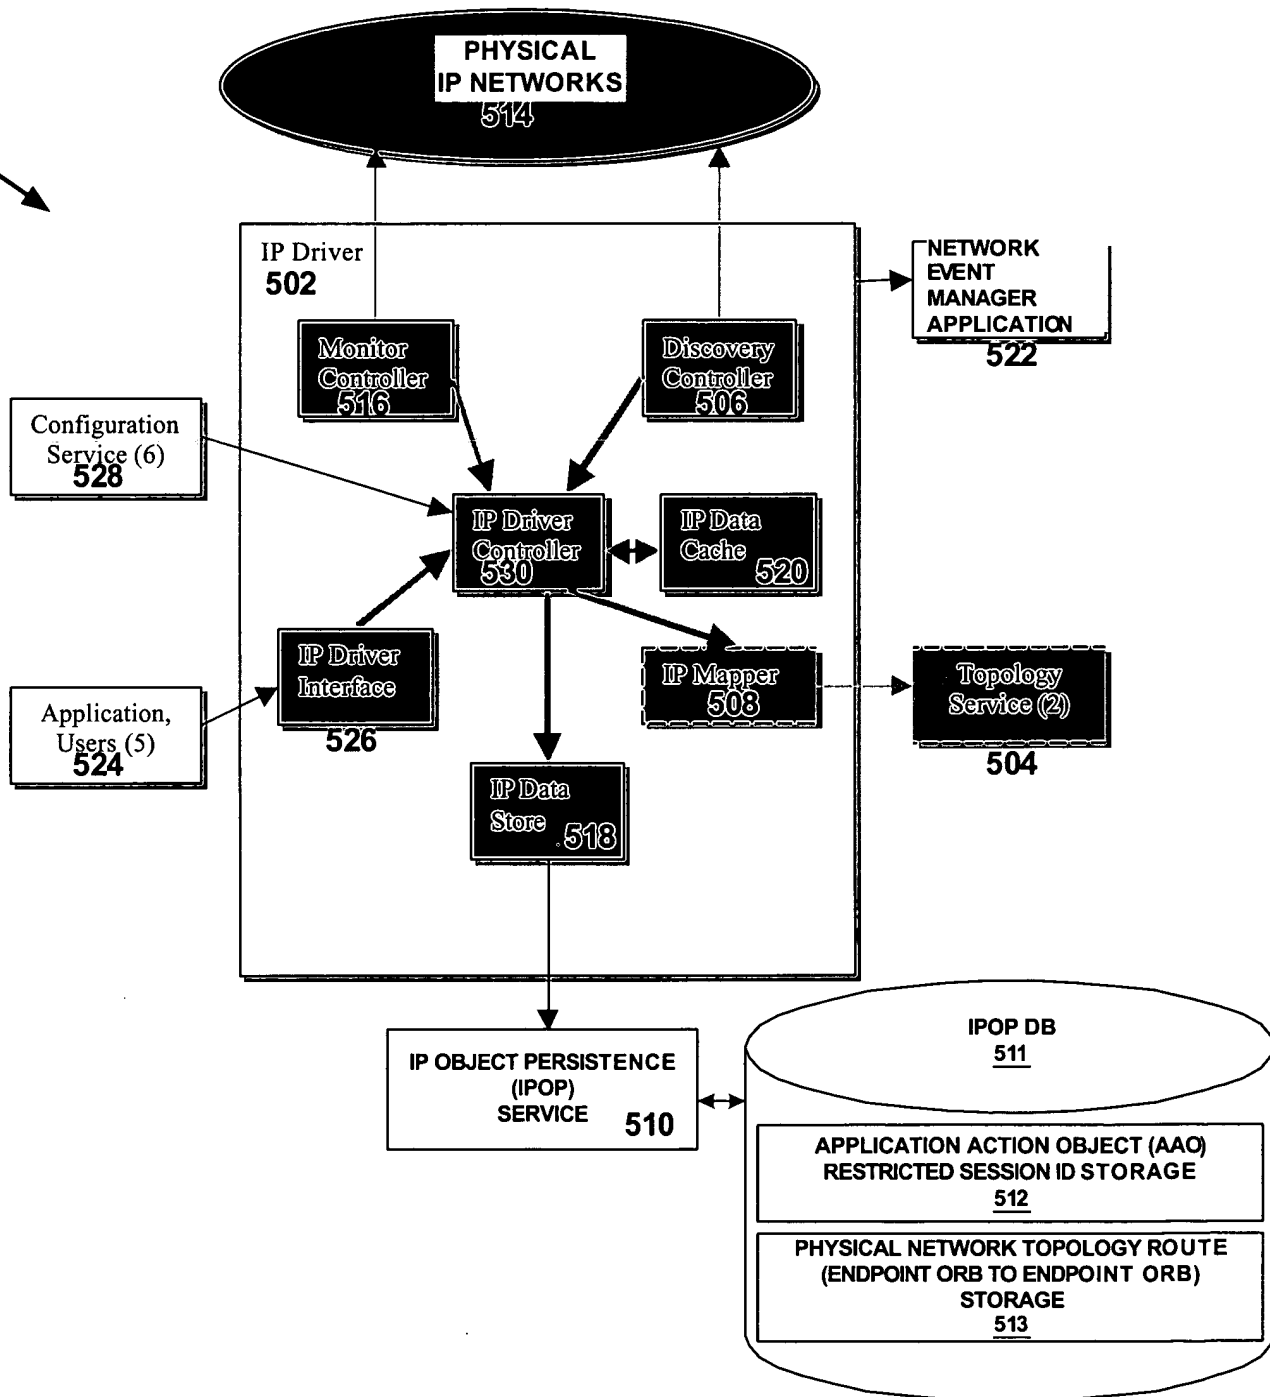 PHYSICAL
IP NETWORKS
514
IP Driver
502
NETWORK
EVENT
MANAGER
APPLICATION
522
Monitor
Controller
516
Discovery
Controller
506
Configuration
Service (6)
528
IP Driver
Controller
530
IP Data
Cache
520
IP Driver
Interface
526
IP Mapper
508
Topology
Service (2)
504
Application,
Users (5)
524
IP Data
Store
518
IP OBJECT PERSISTENCE
(IPOP)
SERVICE
510
IPOP DB
511
APPLICATION ACTION OBJECT (AAO)
RESTRICTED SESSION ID STORAGE
512
PHYSICAL NETWORK TOPOLOGY ROUTE
(ENDPOINT ORB TO ENDPOINT ORB)
STORAGE
513